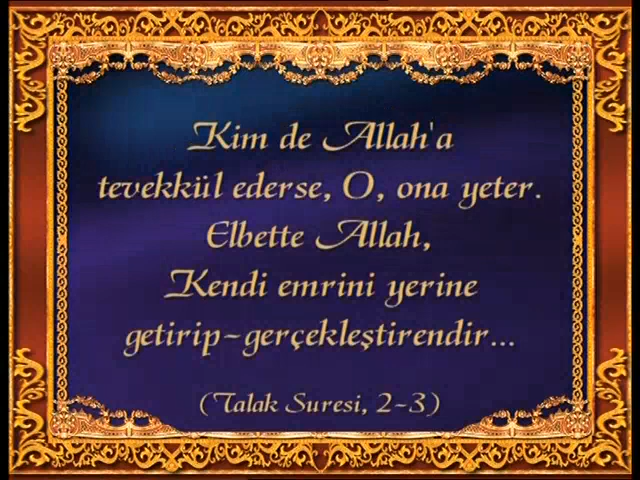 Kim de Allah'a
tevekkül ederse, O, ona yeter.
Elbette Allah,
Kendi emrini yerine
getirip-gerçekleştirendir...
(Talak Suresi, 2-3)